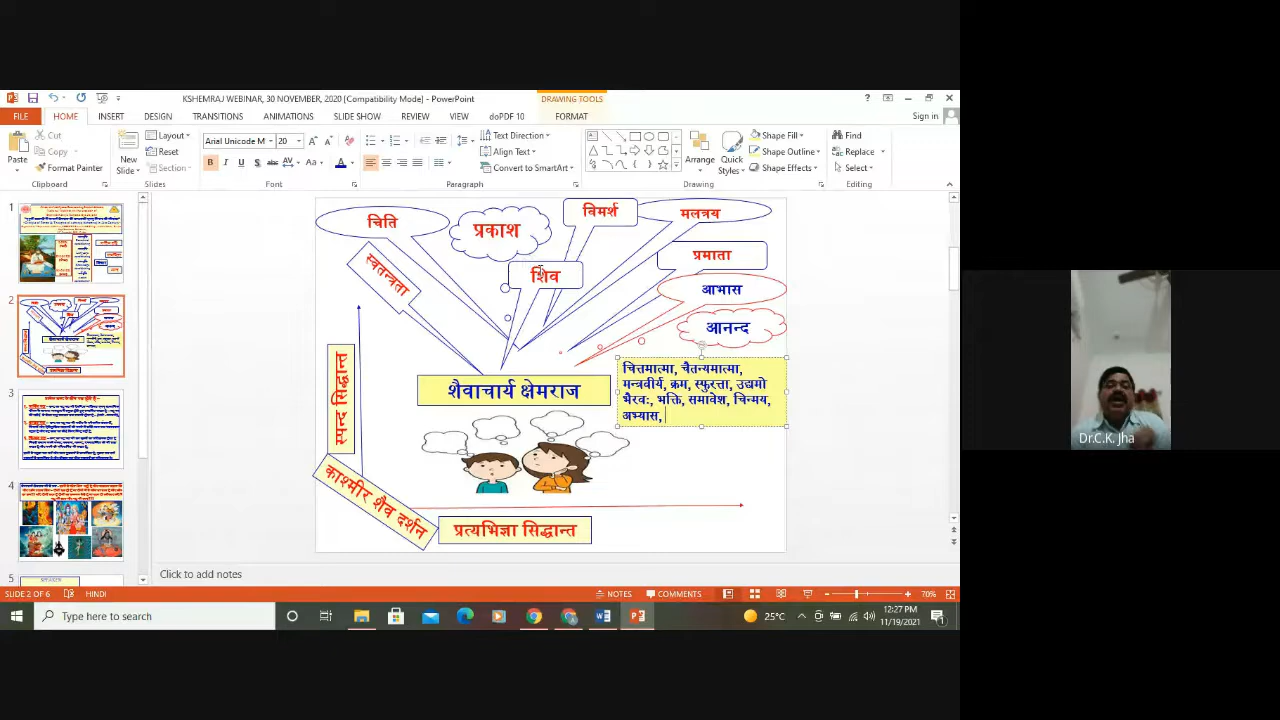 KSHEMRAJ WEBINAR, 30 NOVEMBER, 2020 [Compatibility Mode] - PowerPoint
DRAWING TOOLS
FILE HOME INSERT DESIGN TRANSITIONS ANIMATIONS SLIDE SHOW REVIEW VIEW doPDF 10 FORMAT
Sign in
Paste
Cut
Copy
Format Painter
Clipboard
New Slide
Layout
Reset
Section
Slides
Arial Unicode M 20
Font
Text Direction
Align Text
Convert to SmartArt
Paragraph
Arrange
Quick Styles
Shape Fill
Shape Outline
Shape Effects
Drawing
Find
Replace
Select
Editing
1
2
3
4
5
चिति
प्रकाश
विमर्श
मलत्रय
स्वतन्त्रता
शिव
प्रमाता
आभास
आनन्द
स्पन्द सिद्धान्त
शैवाचार्य क्षेमराज
चित्तमात्मा, चैतन्यमात्मा,
मन्त्रवीर्य, क्रम, स्फुरत्ता, उद्यमो
भैरवः, भक्ति, समावेश, चिन्मय,
अभ्यास,
काश्मीर शैव दर्शन
प्रत्यभिज्ञा सिद्धान्त
Click to add notes
SLIDE 2 OF 6 HINDI NOTES COMMENTS 70%
Type here to search
25°C
12:27 PM
11/19/2021
Dr.C.K. Jha